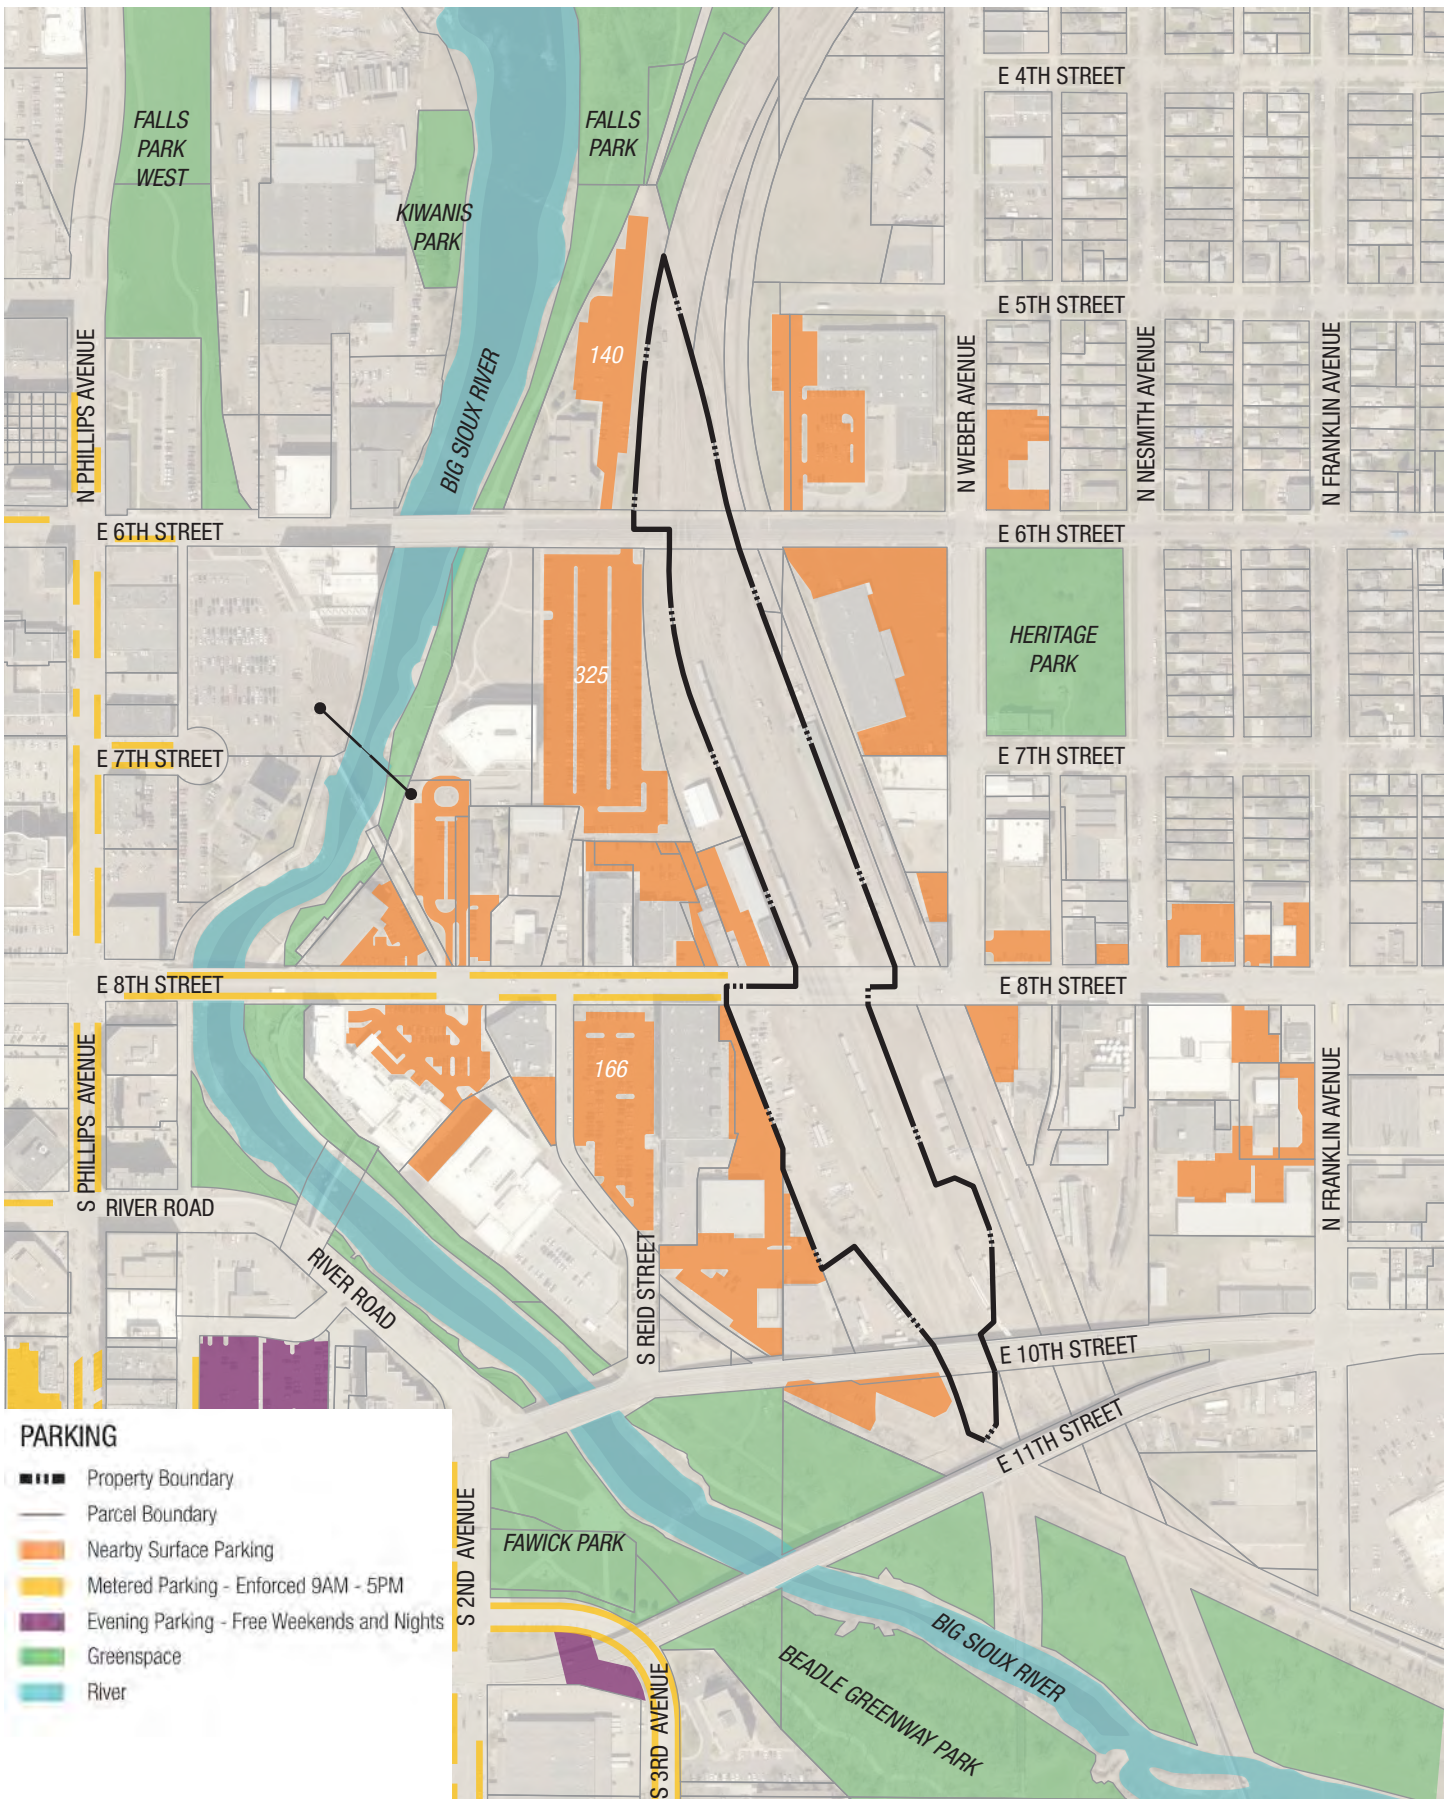 E 4TH STREET
FALLS
PARK
WEST
FALLS
PARK
KIWANIS
PARK
E 5TH STREET
N PHILLIPS AVENUE
BIG SIOUX RIVER
140
N WEBER AVENUE
N NESMITH AVENUE
N FRANKLIN AVENUE
E 6TH STREET
E 6TH STREET
HERITAGE
PARK
325
E 7TH STREET
E 7TH STREET
E 8TH STREET
E 8TH STREET
166
S PHILLIPS AVENUE
N FRANKLIN AVENUE
RIVER ROAD
RIVER ROAD
S REID STREET
E 10TH STREET
E 11TH STREET
PARKING
Property Boundary
Parcel Boundary
Nearby Surface Parking
Metered Parking - Enforced 9AM - 5PM
Evening Parking - Free Weekends and Nights
Greenspace
River
S 2ND AVENUE
FAWICK PARK
S 3RD AVENUE
BIG SIOUX RIVER
BEADLE GREENWAY PARK